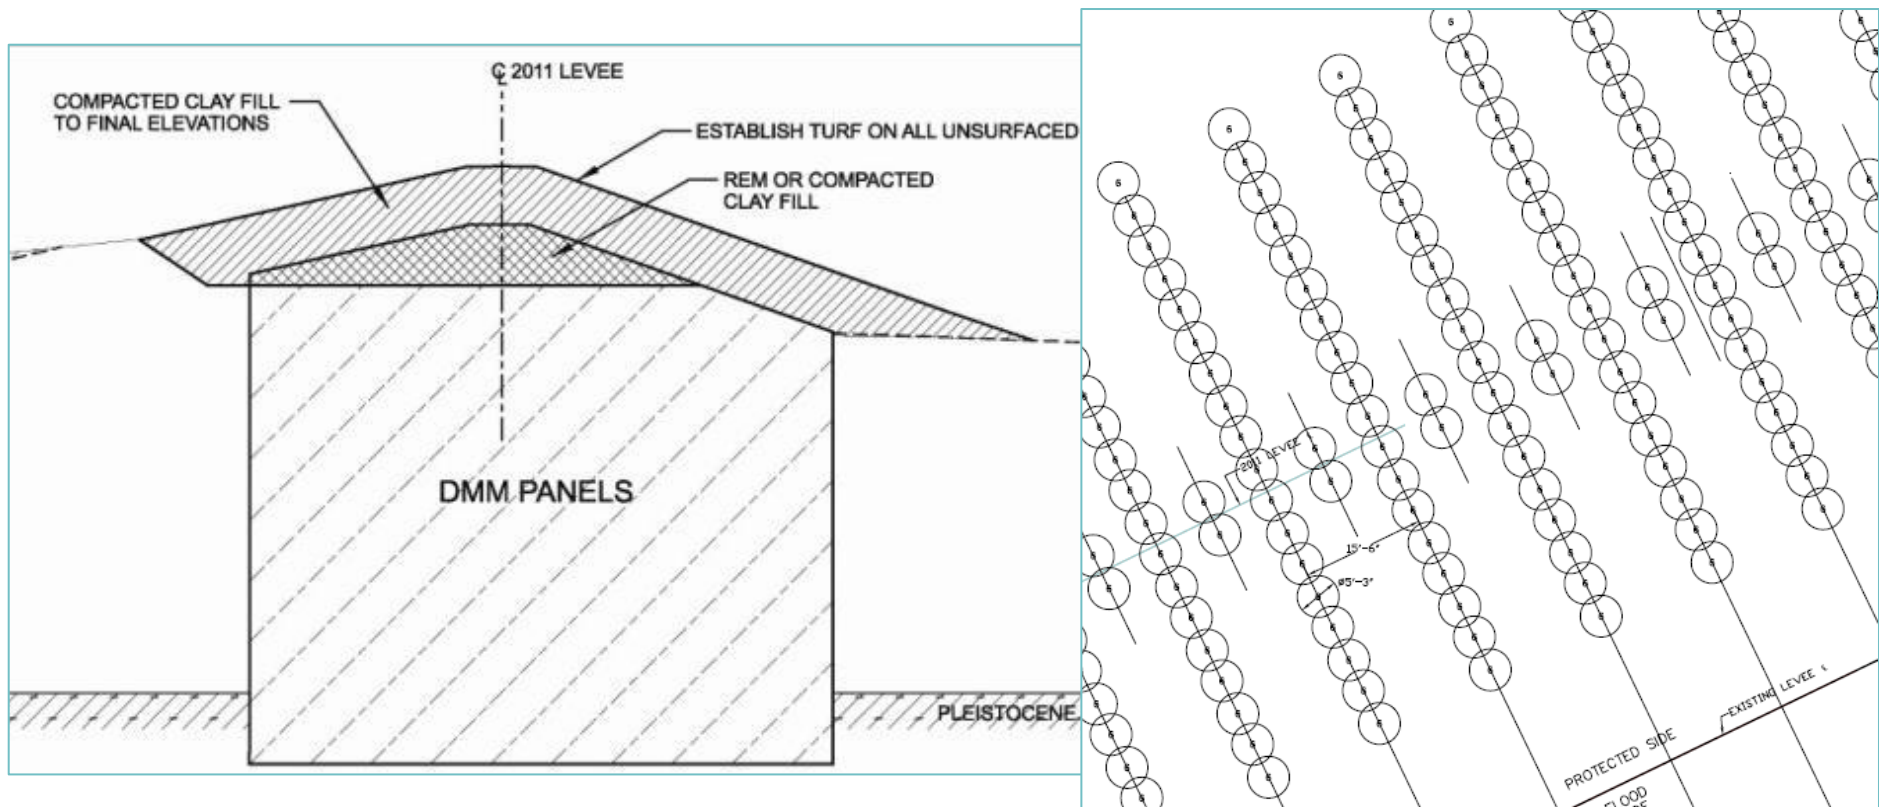 ℄ 2011 LEVEE
COMPACTED CLAY FILL
TO FINAL ELEVATIONS
ESTABLISH TURF ON ALL UNSURFACED
REM OR COMPACTED
CLAY FILL
DMM PANELS
PLEISTOCENE
2011 LEVEE
15'-6"
Ø5'-3"
EXISTING LEVEE ℄
PROTECTED SIDE
FLOOD